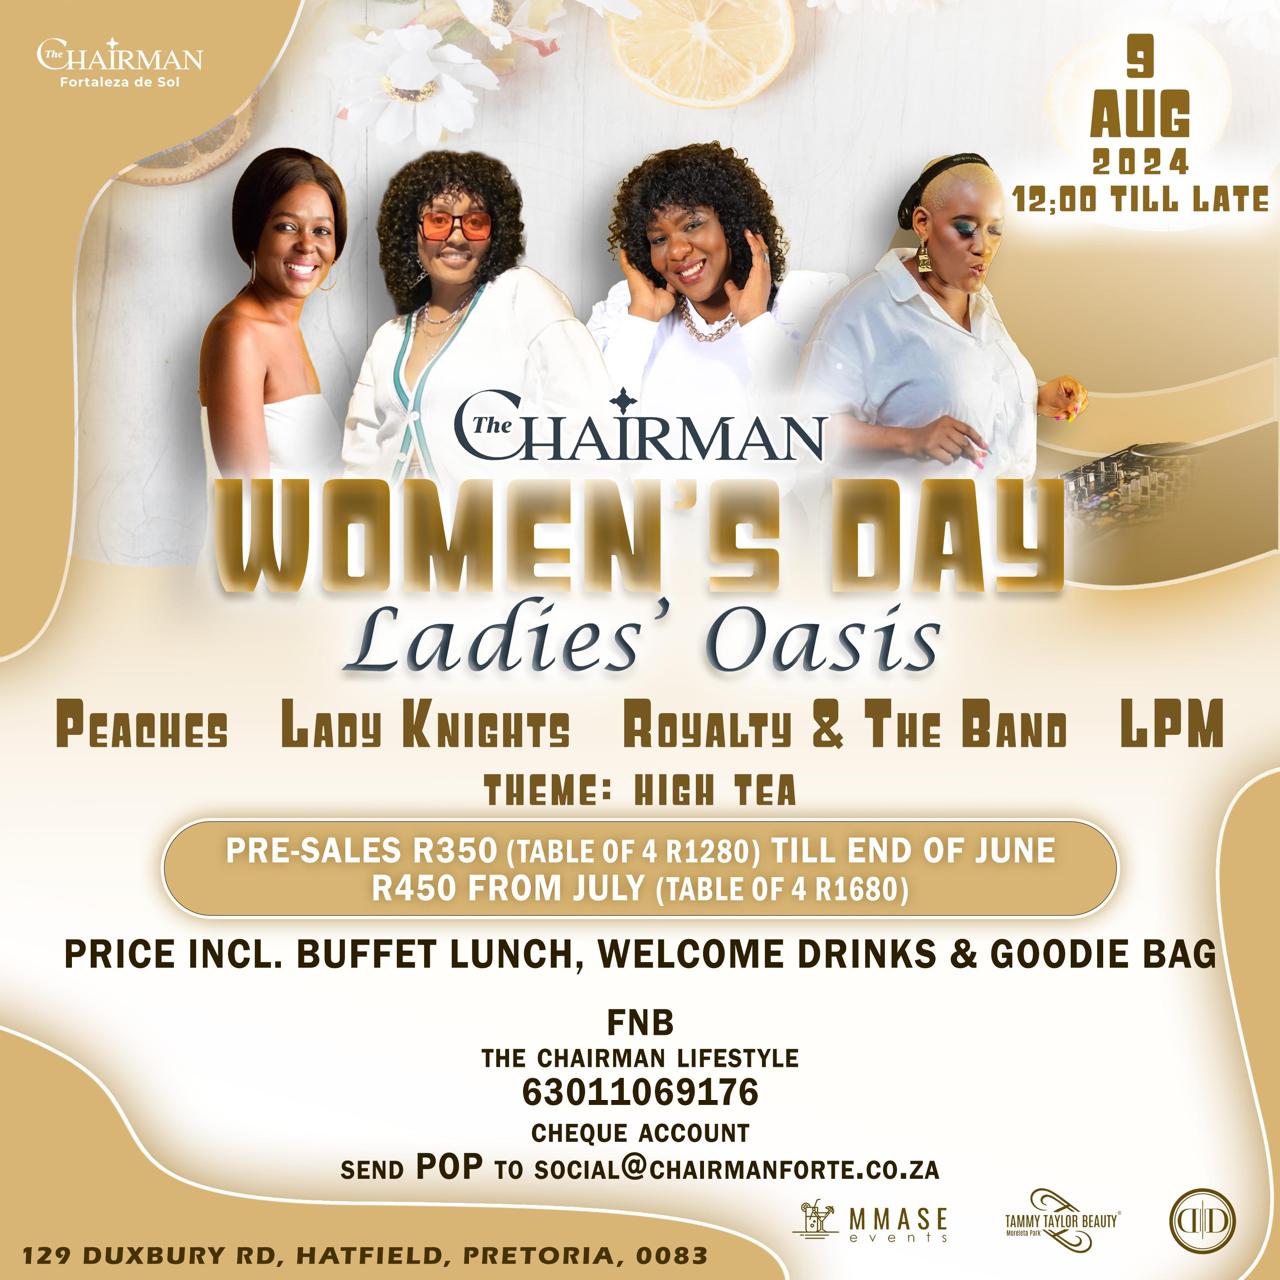 The CHAIRMAN
Fortaleza de Sol
9
AUG
2024
12;00 TILL LATE
The CHAIRMAN
WOMEN'S DAY
Ladies' Oasis
PEACHES LADY KNIGHTS ROYALTY & THE BAND LPM
THEME: HIGH TEA
PRE-SALES R350 (TABLE OF 4 R1280) TILL END OF JUNE
R450 FROM JULY (TABLE OF 4 R1680)
PRICE INCL. BUFFET LUNCH, WELCOME DRINKS & GOODIE BAG
FNB
THE CHAIRMAN LIFESTYLE
63011069176
CHEQUE ACCOUNT
SEND POP TO SOCIAL@CHAIRMANFORTE.CO.ZA
MMASE
events
TAMMY TAYLOR BEAUTY®
Moreleta Park
129 DUXBURY RD, HATFIELD, PRETORIA, 0083